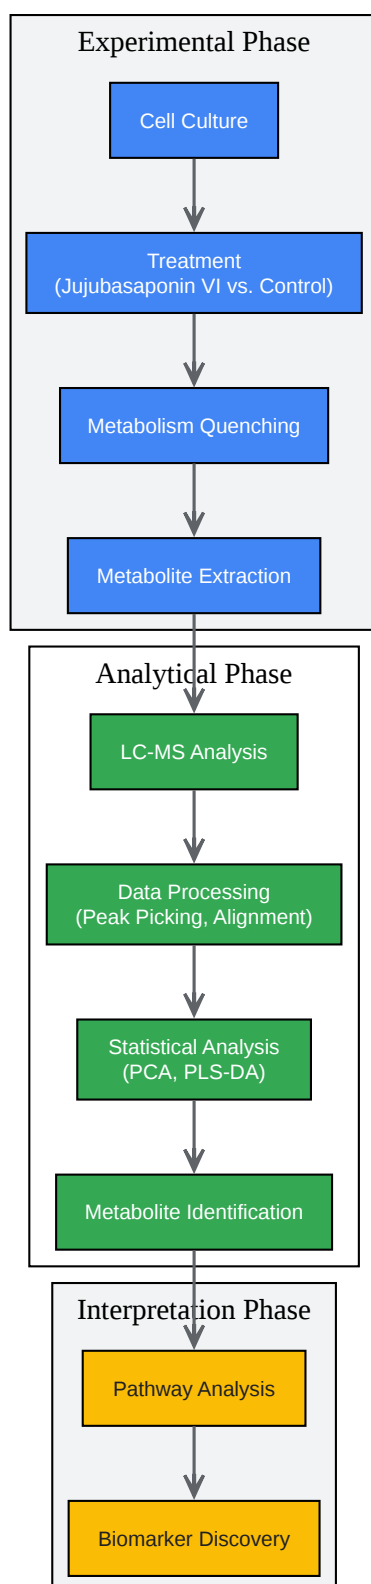 Experimental Phase
Cell Culture
Treatment
(Jujubasaponin VI vs. Control)
Metabolism Quenching
Metabolite Extraction
Analytical Phase
LC-MS Analysis
Data Processing
(Peak Picking, Alignment)
Statistical Analysis
(PCA, PLS-DA)
Metabolite Identification
Interpretation Phase
Pathway Analysis
Biomarker Discovery